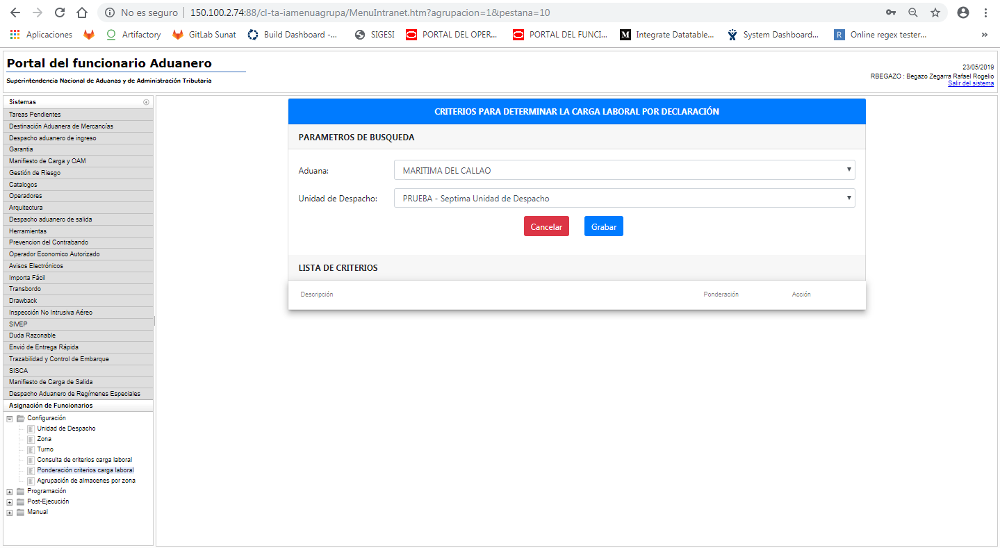 No es seguro | 150.100.2.74:88/cl-ta-iamenuagrupa/MenuIntranet.htm?agrupacion=1&pestana=10
Aplicaciones Artifactory GitLab Sunat Build Dashboard -... SIGESI PORTAL DEL OPER... PORTAL DEL FUNCI... M Integrate Datatable... System Dashboard... R Online regex tester... »
Portal del funcionario Aduanero
Superintendencia Nacional de Aduanas y de Administración Tributaria
23/05/2019
RBEGAZO : Begazo Zegarra Rafael Rogelio
Salir del sistema
Sistemas
Tareas Pendientes
Destinación Aduanera de Mercancías
Despacho aduanero de ingreso
Garantia
Manifiesto de Carga y OAM
Gestión de Riesgo
Catalogos
Operadores
Arquitectura
Despacho aduanero de salida
Herramientas
Prevencion del Contrabando
Operador Economico Autorizado
Avisos Electrónicos
Importa Fácil
Transbordo
Drawback
Inspección No Intrusiva Aéreo
SIVEP
Duda Razonable
Envió de Entrega Rápida
Trazabilidad y Control de Embarque
SISCA
Manifiesto de Carga de Salida
Despacho Aduanero de Regímenes Especiales
Asignación de Funcionarios
Configuración
Unidad de Despacho
Zona
Turno
Consulta de criterios carga laboral
Ponderación criterios carga laboral
Agrupación de almacenes por zona
Programación
Post-Ejecución
Manual
CRITERIOS PARA DETERMINAR LA CARGA LABORAL POR DECLARACIÓN
PARAMETROS DE BUSQUEDA
Aduana: MARITIMA DEL CALLAO
Unidad de Despacho: PRUEBA - Septima Unidad de Despacho
Cancelar Grabar
LISTA DE CRITERIOS
Descripción Ponderación Acción